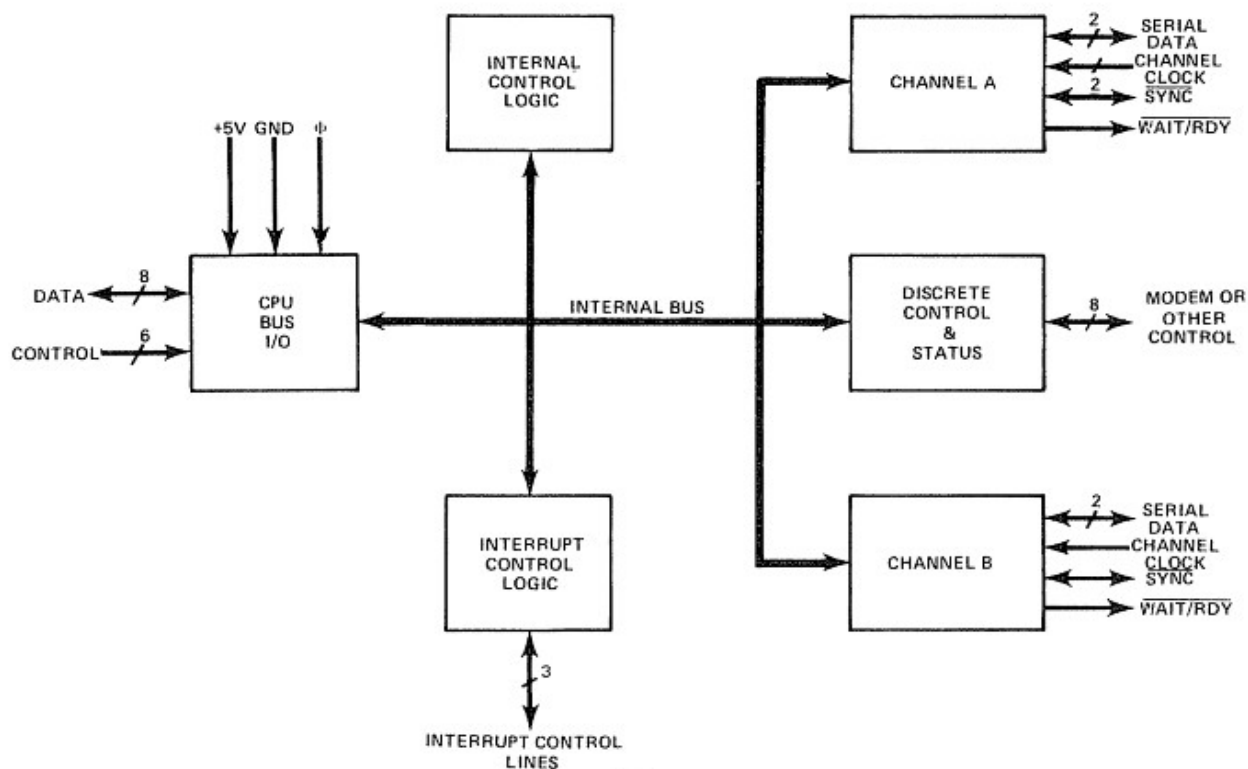 INTERNAL
CONTROL
LOGIC
+5V GND Φ
DATA 8
CONTROL 6
CPU
BUS
I/O
INTERNAL BUS
INTERRUPT
CONTROL
LOGIC
3
INTERRUPT CONTROL
LINES
CHANNEL A
2 SERIAL
DATA
CHANNEL
CLOCK
2 SYNC
WAIT/RDY
DISCRETE
CONTROL
&
STATUS
8 MODEM OR
OTHER
CONTROL
CHANNEL B
2 SERIAL
DATA
CHANNEL
CLOCK
SYNC
WAIT/RDY